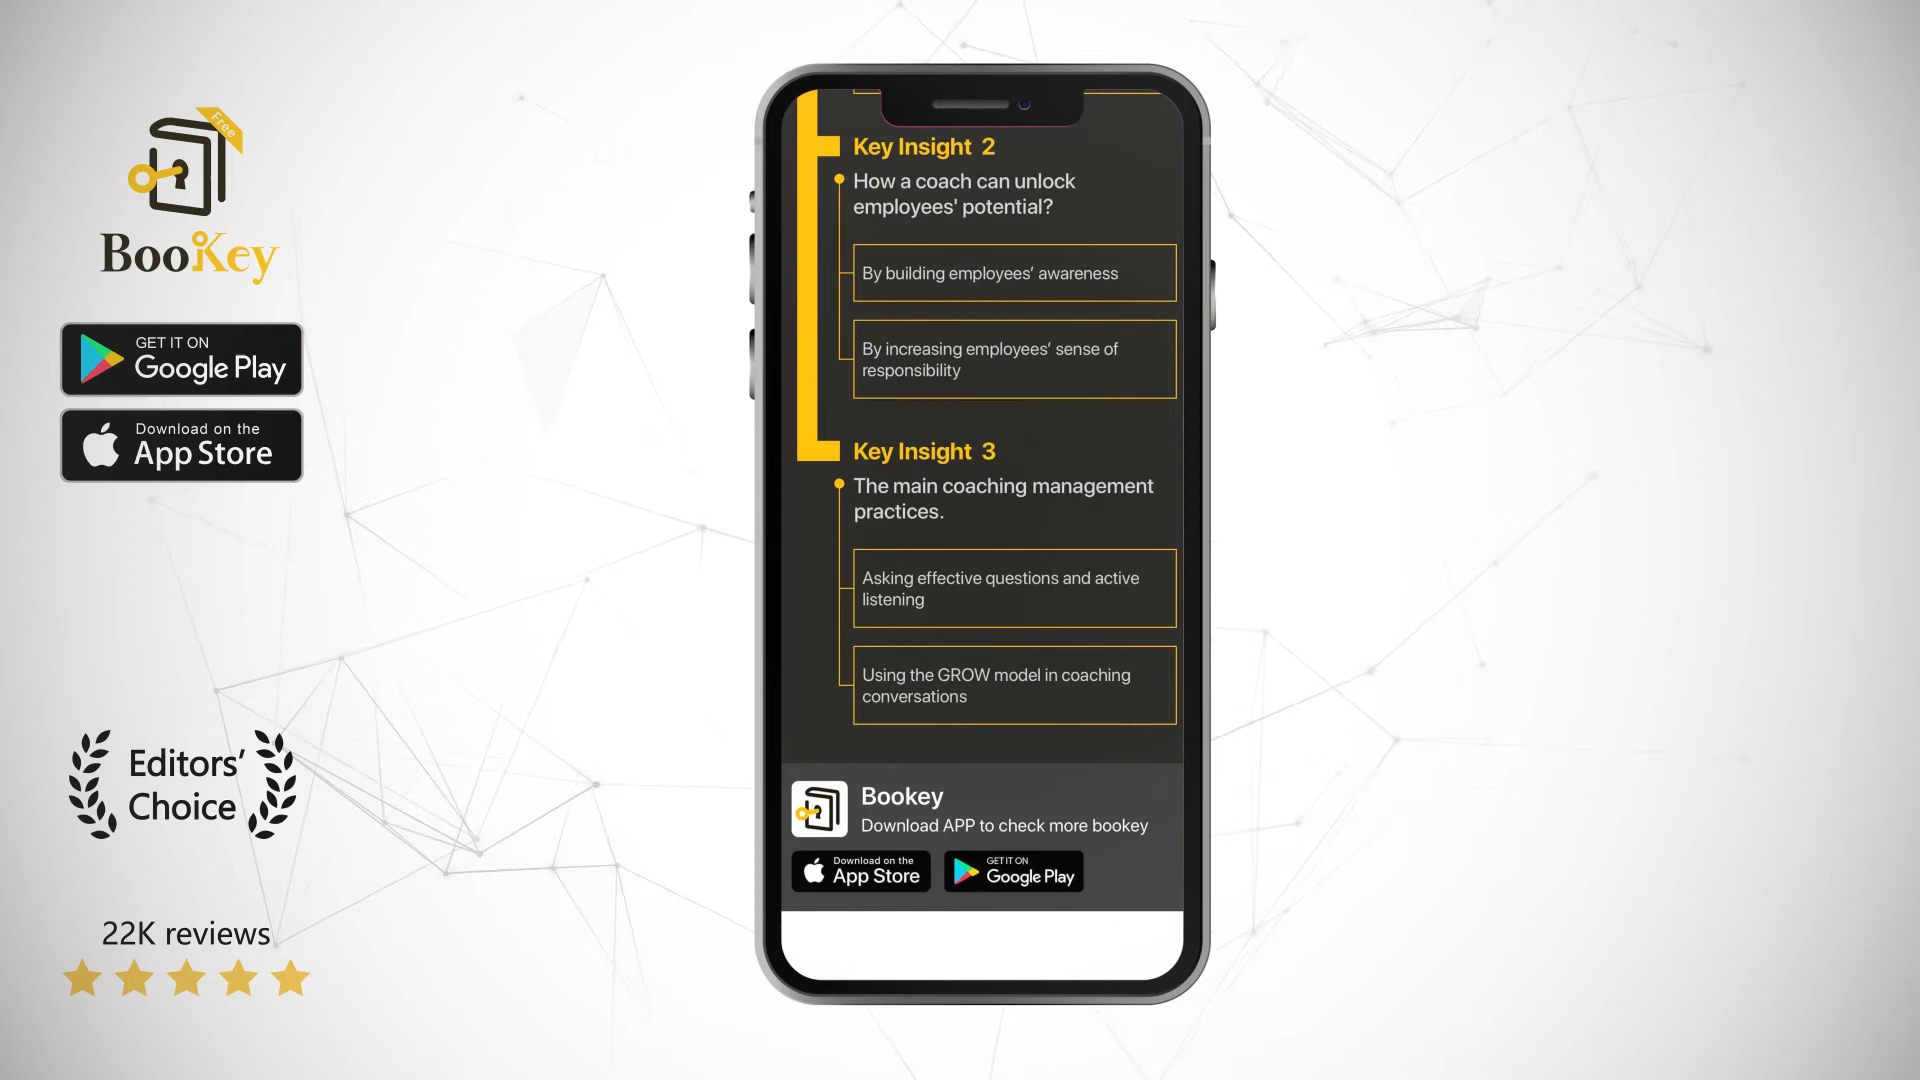 Free
BooKey
GET IT ON
Google Play
Download on the
App Store
Editors’
Choice
22K reviews
Key Insight 2
How a coach can unlock
employees' potential?
By building employees’ awareness
By increasing employees’ sense of
responsibility
Key Insight 3
The main coaching management
practices.
Asking effective questions and active
listening
Using the GROW model in coaching
conversations
Bookey
Download APP to check more bookey
Download on the
App Store
GET IT ON
Google Play